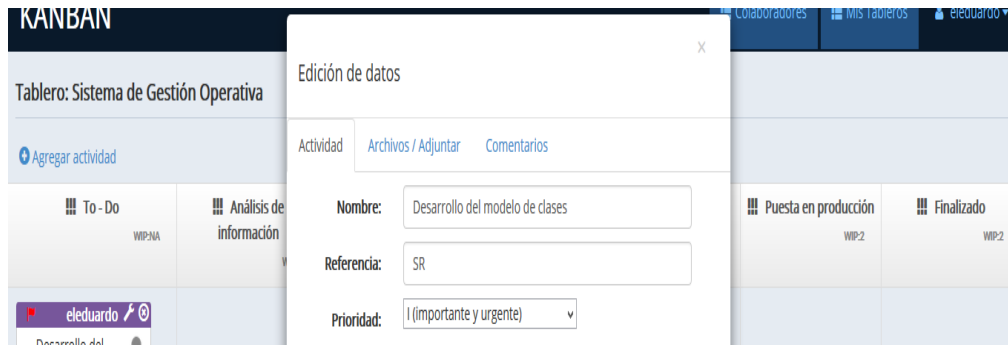 KANBAN
Colaboradores
Mis Tableros
eleduardo
x
Edición de datos
Tablero: Sistema de Gestión Operativa
Actividad
Archivos / Adjuntar
Comentarios
Agregar actividad
To - Do
WIP:NA
Análisis de
información
Nombre:
Desarrollo del modelo de clases
Puesta en producción
WIP:2
Finalizado
WIP:2
Referencia:
SR
Prioridad:
I (importante y urgente)
eleduardo
Desarrollo del